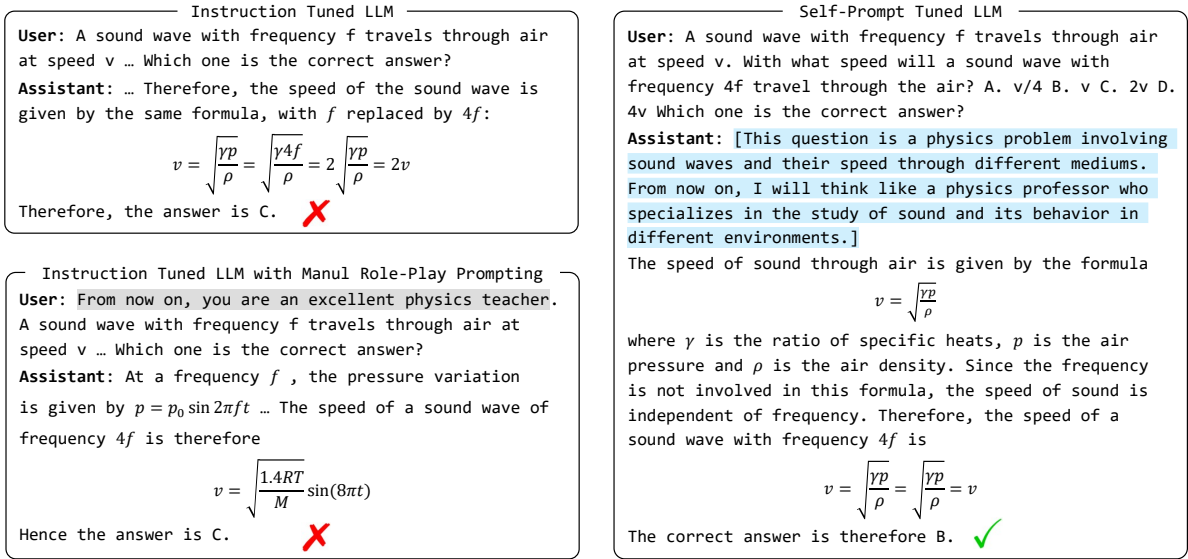 Instruction Tuned LLM
User: A sound wave with frequency f travels through air
at speed v … Which one is the correct answer?
Assistant: … Therefore, the speed of the sound wave is
given by the same formula, with 𝑓 replaced by 4𝑓:
𝑣 = √(𝛾𝑝/𝜌) = √(𝛾4𝑓/𝜌) = 2√(𝛾𝑝/𝜌) = 2𝑣
Therefore, the answer is C. ✗
Instruction Tuned LLM with Manul Role-Play Prompting
User: From now on, you are an excellent physics teacher.
A sound wave with frequency f travels through air at
speed v … Which one is the correct answer?
Assistant: At a frequency 𝑓 , the pressure variation
is given by 𝑝 = 𝑝₀ sin 2𝜋𝑓𝑡 … The speed of a sound wave of
frequency 4𝑓 is therefore
𝑣 = √(1.4𝑅𝑇/𝑀) sin(8𝜋𝑡)
Hence the answer is C. ✗
Self-Prompt Tuned LLM
User: A sound wave with frequency f travels through air
at speed v. With what speed will a sound wave with
frequency 4f travel through the air? A. v/4 B. v C. 2v D.
4v Which one is the correct answer?
Assistant: [This question is a physics problem involving
sound waves and their speed through different mediums.
From now on, I will think like a physics professor who
specializes in the study of sound and its behavior in
different environments.]
The speed of sound through air is given by the formula
𝑣 = √(𝛾𝑝/𝜌)
where 𝛾 is the ratio of specific heats, 𝑝 is the air
pressure and 𝜌 is the air density. Since the frequency
is not involved in this formula, the speed of sound is
independent of frequency. Therefore, the speed of a
sound wave with frequency 4𝑓 is
𝑣 = √(𝛾𝑝/𝜌) = √(𝛾𝑝/𝜌) = 𝑣
The correct answer is therefore B. ✓